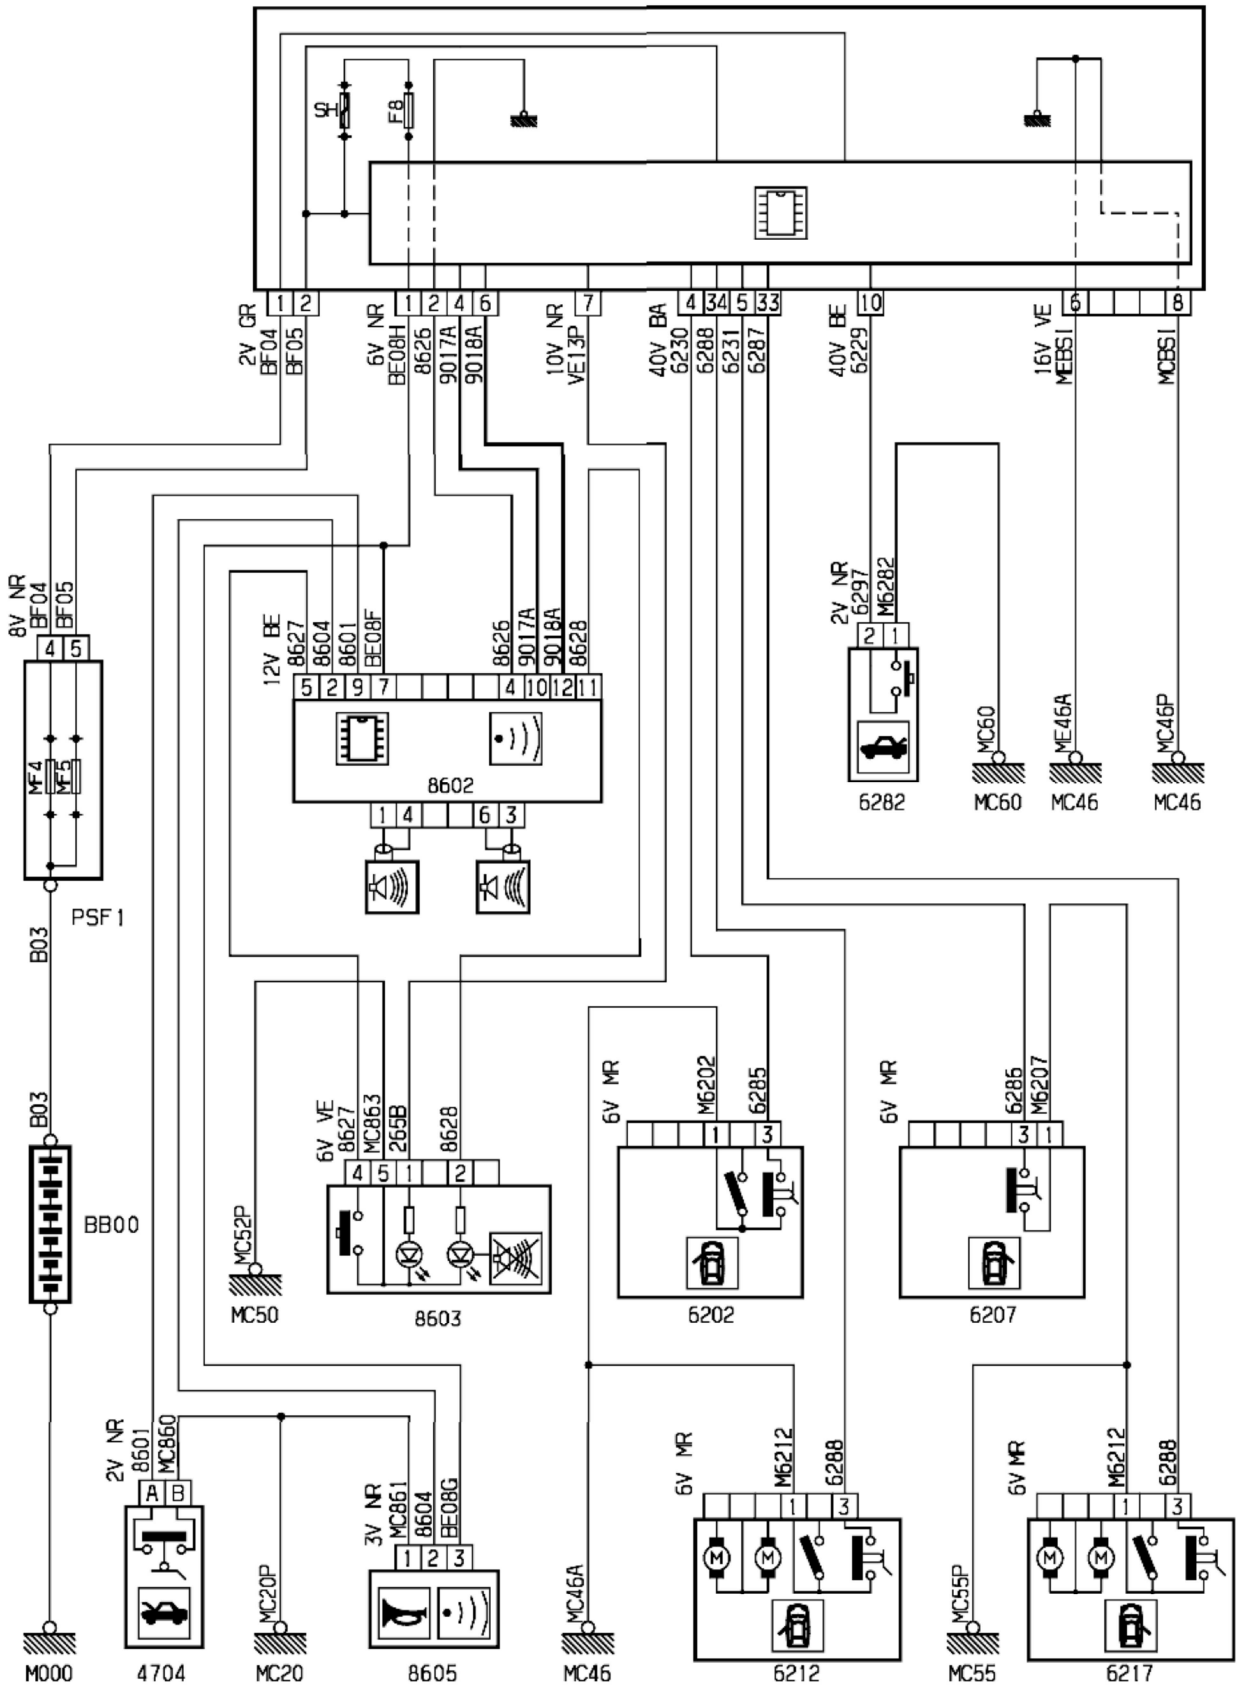 SH
F8
1
2
1
2
4
6
7
4
34
5
33
10
6
8
2V GR
BF04
BF05
6V NR
BE08H
8626
9017A
9018A
10V NR
VE13P
40V BA
6230
6288
6231
6287
40V BE
6229
16V VE
MEBSI
MCBSI
8V NR
BF04
BF05
4
5
MF4
MF5
PSF1
B03
B03
BB00
M000
12V BE
8627
8604
8601
BE08F
8626
9017A
9018A
8628
5
2
9
7
4
10
12
11
8602
1
4
6
3
2V NR
6297
M6282
2
1
6282
MC60
MC60
ME46A
MC46
MC46P
MC46
6V VE
8627
MC863
265B
8628
4
5
1
2
8603
MC52P
MC50
6V MR
M6202
6285
1
3
6202
6V MR
6286
M6207
3
1
6207
2V NR
8601
MC860
A
B
4704
MC20P
MC20
3V NR
MC861
8604
BE08G
1
2
3
8605
MC46A
MC46
6V MR
M6212
6288
1
3
M
M
6212
MC55P
MC55
6V MR
M6212
6288
1
3
M
M
6217